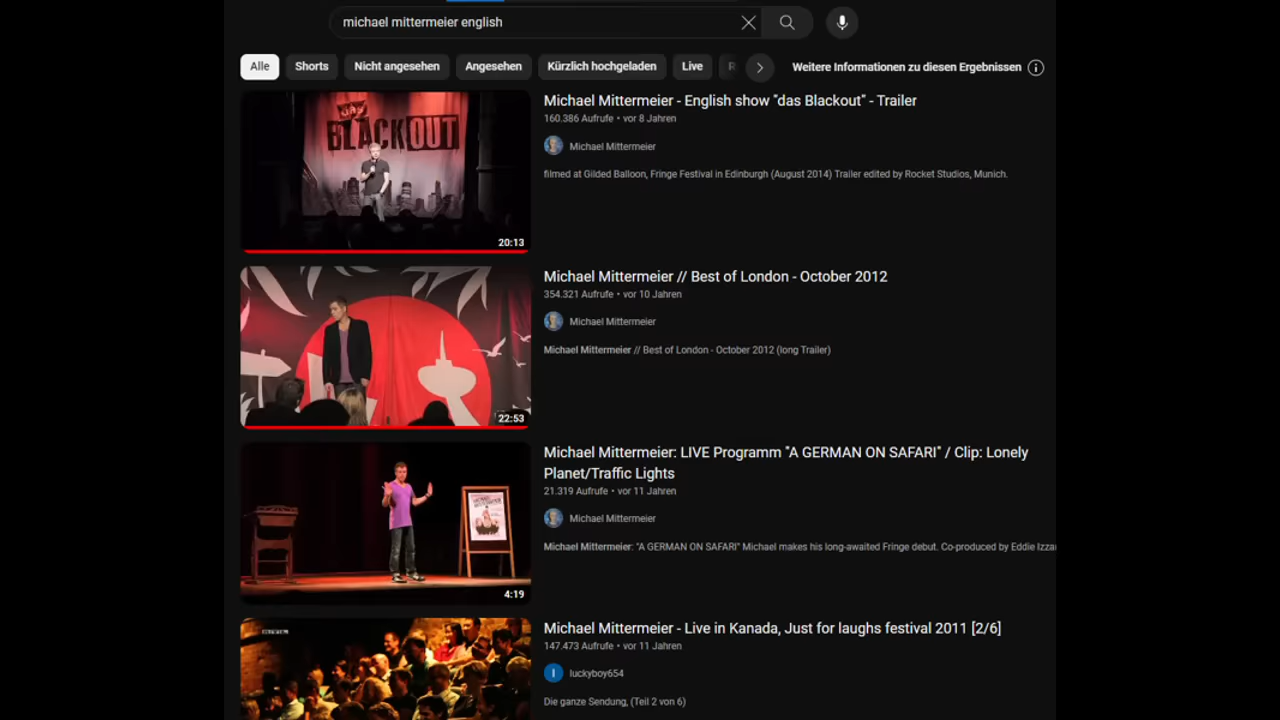 michael mittermeier english
Alle
Shorts
Nicht angesehen
Angesehen
Kürzlich hochgeladen
Live
R
Weitere Informationen zu diesen Ergebnissen
DAS
BLACKOUT
20:13
Michael Mittermeier - English show "das Blackout" - Trailer
160.386 Aufrufe • vor 8 Jahren
Michael Mittermeier
filmed at Gilded Balloon, Fringe Festival in Edinburgh (August 2014) Trailer edited by Rocket Studios, Munich.
22:53
Michael Mittermeier // Best of London - October 2012
354.321 Aufrufe • vor 10 Jahren
Michael Mittermeier
Michael Mittermeier // Best of London - October 2012 (long Trailer)
4:19
Michael Mittermeier: LIVE Programm "A GERMAN ON SAFARI" / Clip: Lonely
Planet/Traffic Lights
21.319 Aufrufe • vor 11 Jahren
Michael Mittermeier
Michael Mittermeier: "A GERMAN ON SAFARI" Michael makes his long-awaited Fringe debut. Co-produced by Eddie Izza
Michael Mittermeier - Live in Kanada, Just for laughs festival 2011 [2/6]
147.473 Aufrufe • vor 11 Jahren
l
luckyboy654
Die ganze Sendung, (Teil 2 von 6)